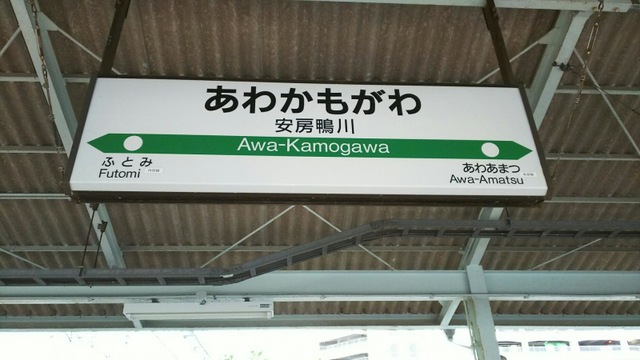 あわかもがわ
安房鴨川
Awa-Kamogawa
ふとみ
Futomi
あわあまつ
Awa-Amatsu